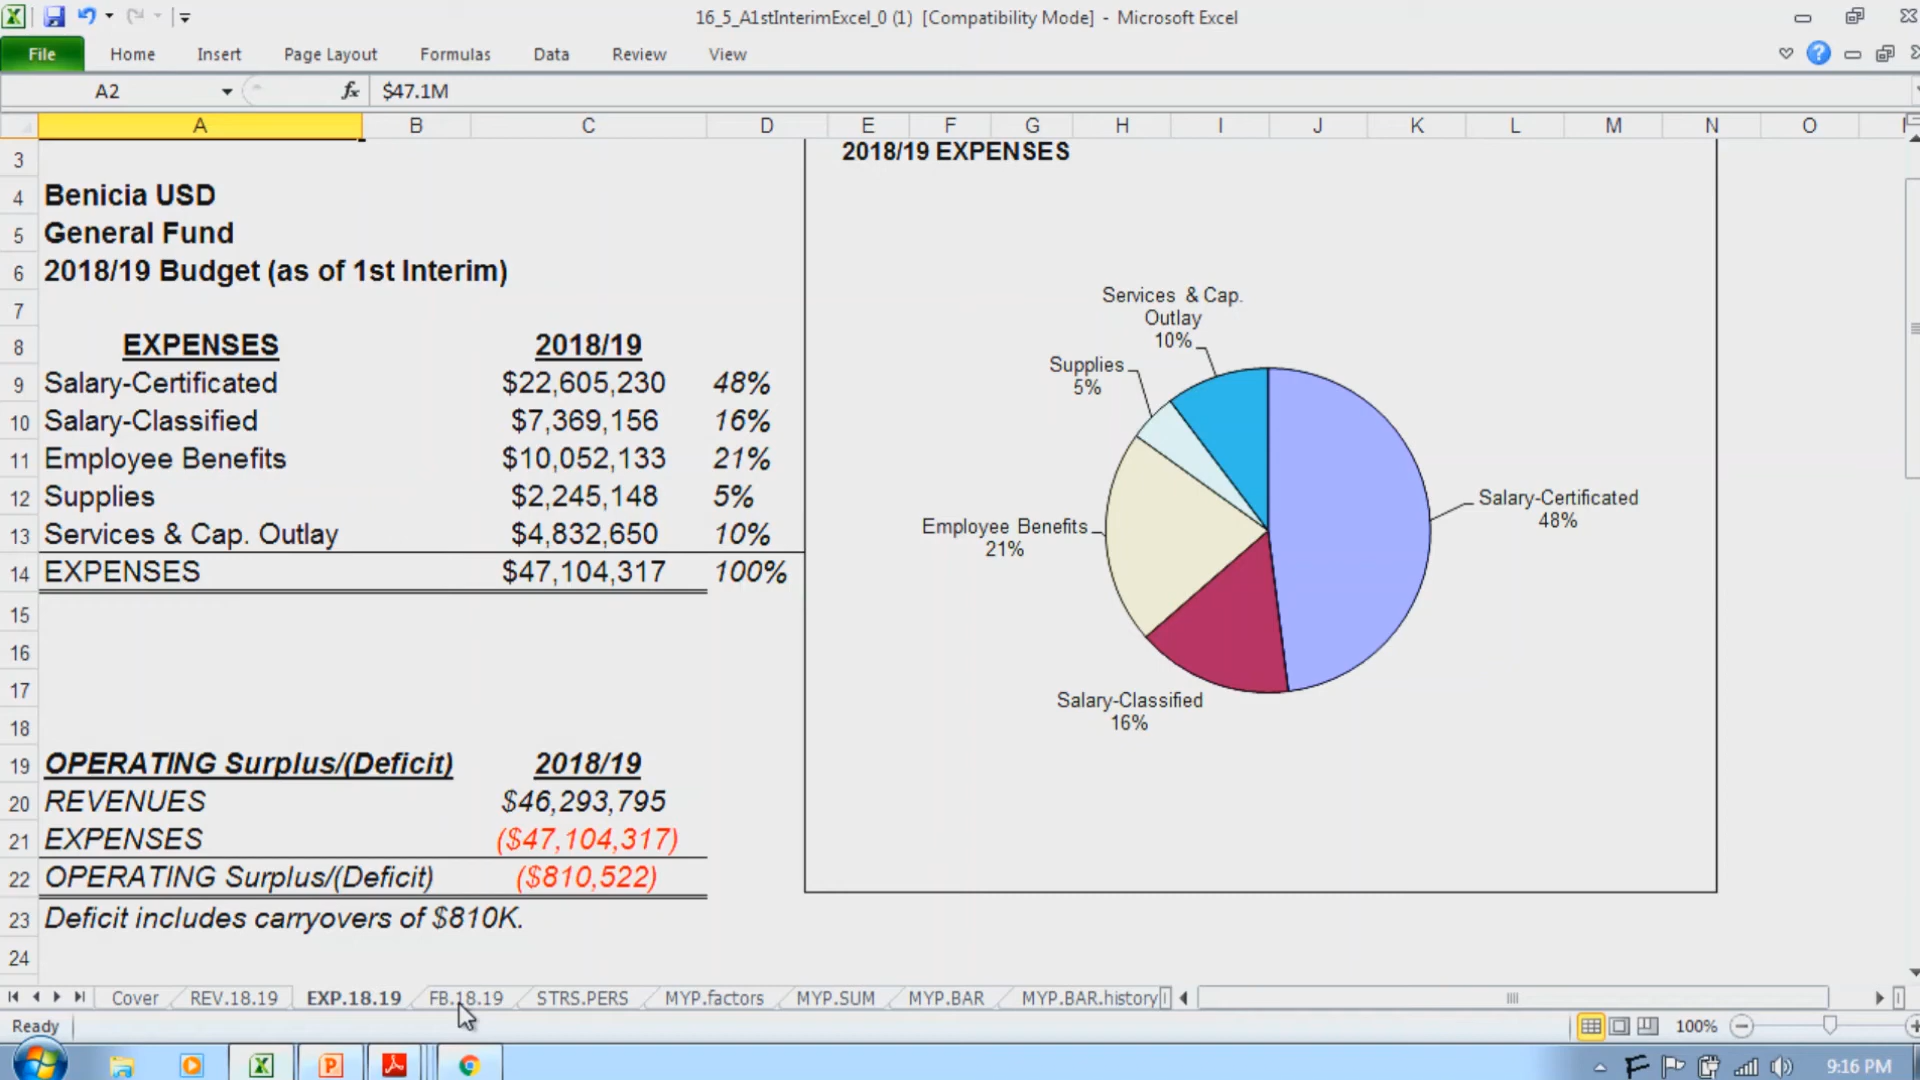 16_5_A1stInterimExcel_0 (1) [Compatibility Mode] - Microsoft Excel
File Home Insert Page Layout Formulas Data Review View
A2 fx $47.1M
A B C D E F G H I J K L M N O
3 2018/19 EXPENSES
4 Benicia USD
5 General Fund
6 2018/19 Budget (as of 1st Interim)
7
8 EXPENSES 2018/19
9 Salary-Certificated $22,605,230 48%
10 Salary-Classified $7,369,156 16%
11 Employee Benefits $10,052,133 21%
12 Supplies $2,245,148 5%
13 Services & Cap. Outlay $4,832,650 10%
14 EXPENSES $47,104,317 100%
15
16
17
18
19 OPERATING Surplus/(Deficit) 2018/19
20 REVENUES $46,293,795
21 EXPENSES ($47,104,317)
22 OPERATING Surplus/(Deficit) ($810,522)
23 Deficit includes carryovers of $810K.
24
Services & Cap.
Outlay
10%
Supplies
5%
Salary-Certificated
48%
Employee Benefits
21%
Salary-Classified
16%
Cover REV.18.19 EXP.18.19 FB.18.19 STRS.PERS MYP.factors MYP.SUM MYP.BAR MYP.BAR.history
Ready 100%
9:16 PM